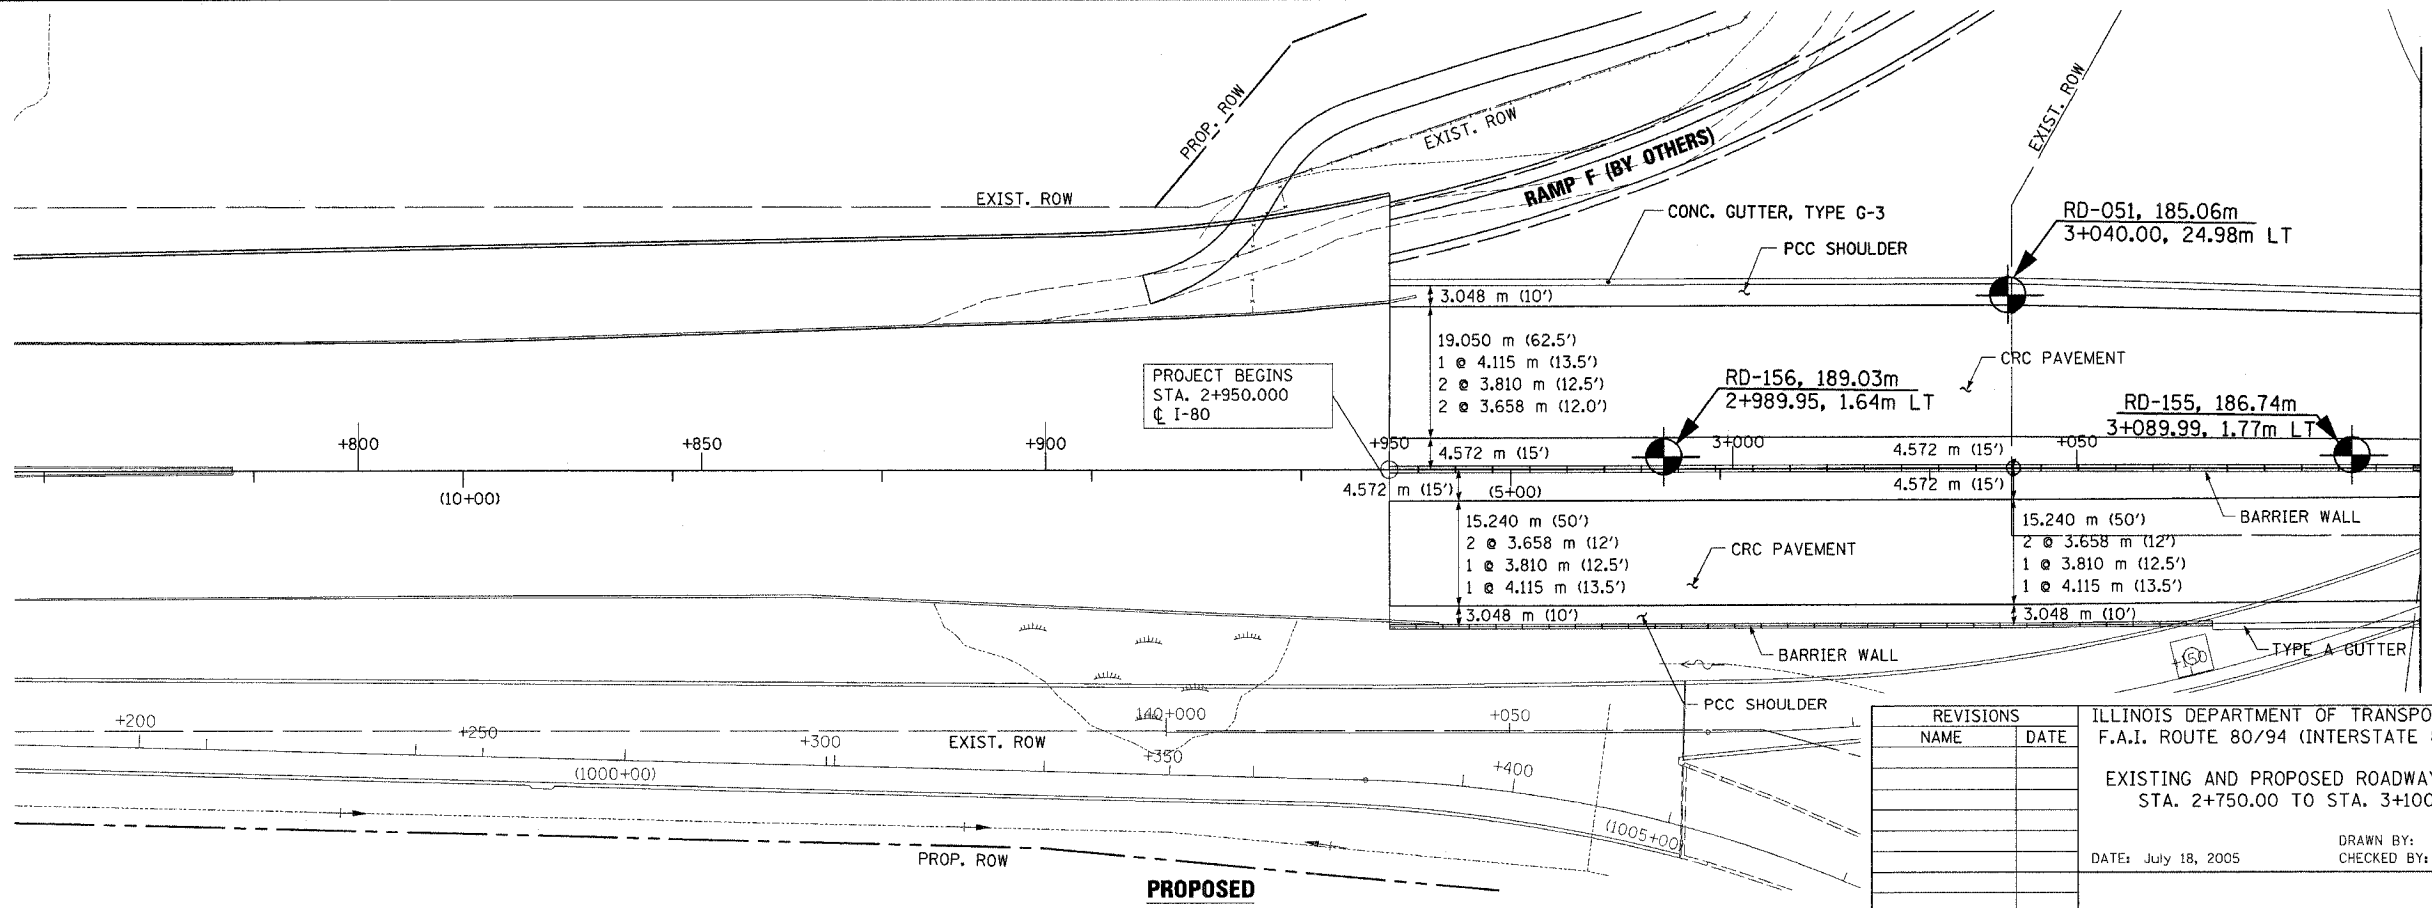 PROP. ROW
EXIST. ROW
EXIST. ROW
EXIST. ROW
RAMP F (BY OTHERS)
CONC. GUTTER, TYPE G-3
PCC SHOULDER
RD-051, 185.06m
3+040.00, 24.98m LT
3.048 m (10')
19.050 m (62.5')
1 @ 4.115 m (13.5')
2 @ 3.810 m (12.5')
2 @ 3.658 m (12.0')
CRC PAVEMENT
PROJECT BEGINS
STA. 2+950.000
℄ I-80
RD-156, 189.03m
2+989.95, 1.64m LT
RD-155, 186.74m
3+089.99, 1.77m LT
+800
+850
+900
+950
3+000
+050
4.572 m (15')
4.572 m (15')
(10+00)
4.572 m (15')
(5+00)
4.572 m (15')
BARRIER WALL
15.240 m (50')
2 @ 3.658 m (12')
1 @ 3.810 m (12.5')
1 @ 4.115 m (13.5')
CRC PAVEMENT
15.240 m (50')
2 @ 3.658 m (12')
1 @ 3.810 m (12.5')
1 @ 4.115 m (13.5')
3.048 m (10')
3.048 m (10')
BARRIER WALL
+150
TYPE A GUTTER
PCC SHOULDER
+200
+250
+300
140+000
+050
EXIST. ROW
+350
+400
(1000+00)
(1005+00)
PROP. ROW
PROPOSED
REVISIONS
NAME
DATE
ILLINOIS DEPARTMENT OF TRANSPO
F.A.I. ROUTE 80/94 (INTERSTATE
EXISTING AND PROPOSED ROADWA
STA. 2+750.00 TO STA. 3+100
DRAWN BY:
DATE: July 18, 2005
CHECKED BY: